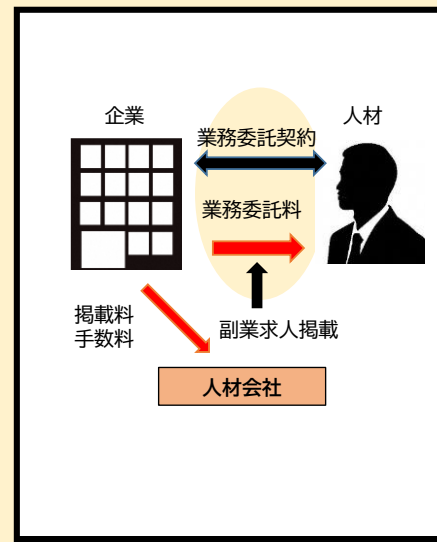 企業
人材
業務委託契約
業務委託料
掲載料
手数料
副業求人掲載
人材会社